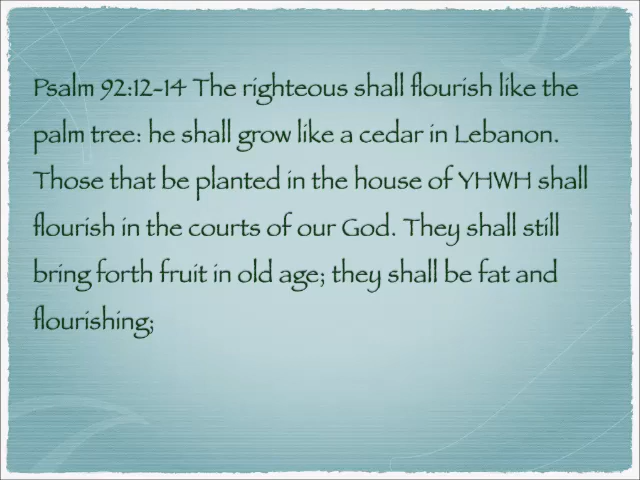 Psalm 92:12-14 The righteous shall flourish like the
palm tree: he shall grow like a cedar in Lebanon.
Those that be planted in the house of YHWH shall
flourish in the courts of our God. They shall still
bring forth fruit in old age; they shall be fat and
flourishing;